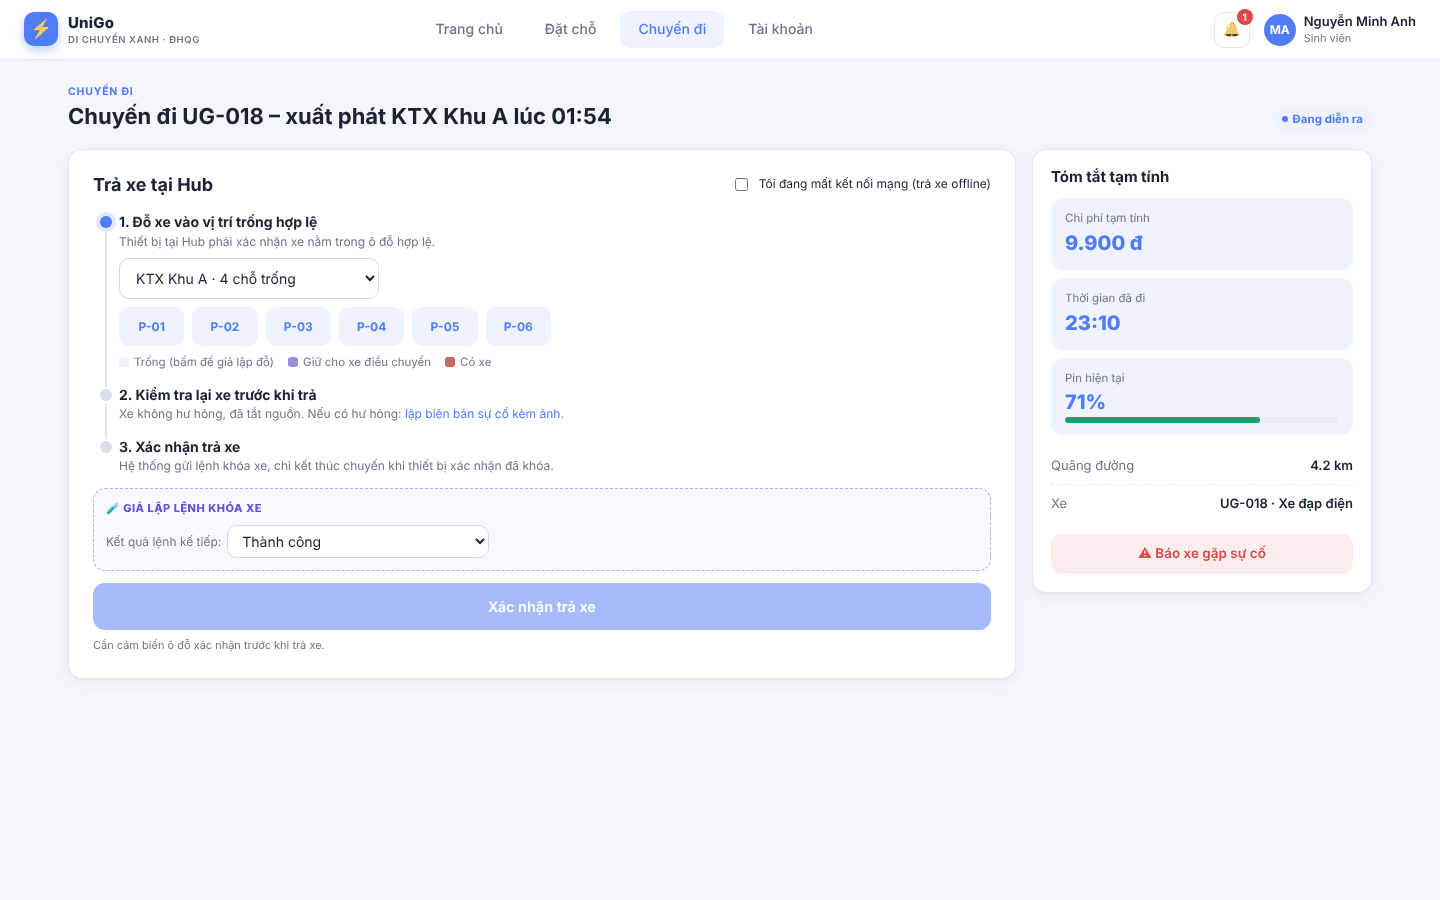 UniGo
DI CHUYỂN XANH · ĐHQG
Trang chủ
Đặt chỗ
Chuyến đi
Tài khoản
1
MA
Nguyễn Minh Anh
Sinh viên
CHUYẾN ĐI
Chuyến đi UG-018 – xuất phát KTX Khu A lúc 01:54
Đang diễn ra
Trả xe tại Hub
Tôi đang mất kết nối mạng (trả xe offline)
1. Đỗ xe vào vị trí trống hợp lệ
Thiết bị tại Hub phải xác nhận xe nằm trong ô đỗ hợp lệ.
KTX Khu A · 4 chỗ trống
P-01
P-02
P-03
P-04
P-05
P-06
Trống (bấm để giả lập đỗ)
Giữ cho xe điều chuyển
Có xe
2. Kiểm tra lại xe trước khi trả
Xe không hư hỏng, đã tắt nguồn. Nếu có hư hỏng: lập biên bản sự cố kèm ảnh.
3. Xác nhận trả xe
Hệ thống gửi lệnh khóa xe, chỉ kết thúc chuyến khi thiết bị xác nhận đã khóa.
GIẢ LẬP LỆNH KHÓA XE
Kết quả lệnh kế tiếp:
Thành công
Xác nhận trả xe
Cần cảm biến ô đỗ xác nhận trước khi trả xe.
Tóm tắt tạm tính
Chi phí tạm tính
9.900 đ
Thời gian đã đi
23:10
Pin hiện tại
71%
Quãng đường
4.2 km
Xe
UG-018 · Xe đạp điện
Báo xe gặp sự cố